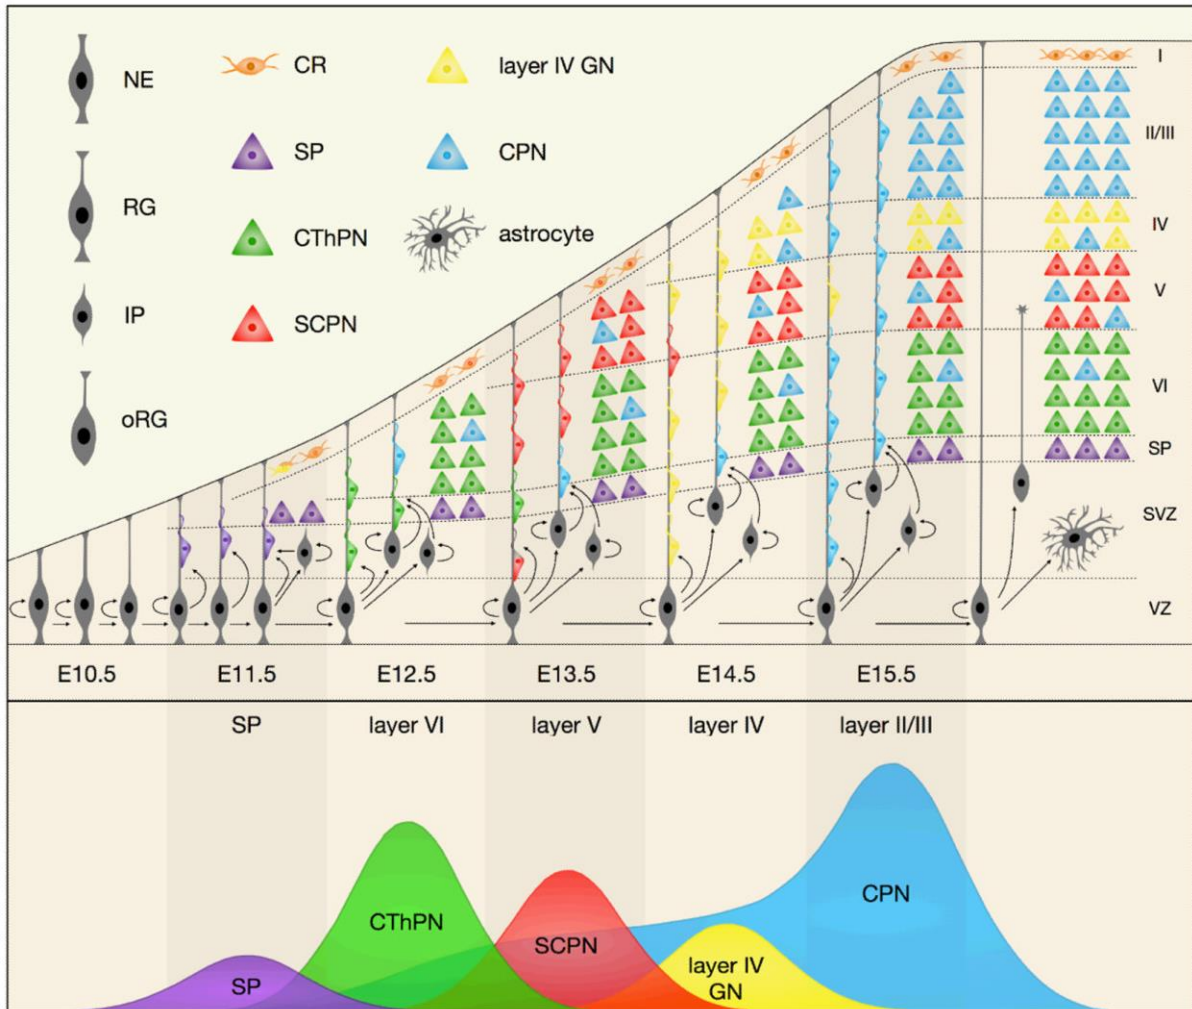 NE
CR
layer IV GN
RG
SP
CPN
CThPN
astrocyte
IP
SCPN
oRG
I
II/III
IV
V
VI
SP
SVZ
VZ
E10.5 E11.5 E12.5 E13.5 E14.5 E15.5
SP layer VI layer V layer IV layer II/III
CPN
CThPN
SCPN
layer IV
GN
SP